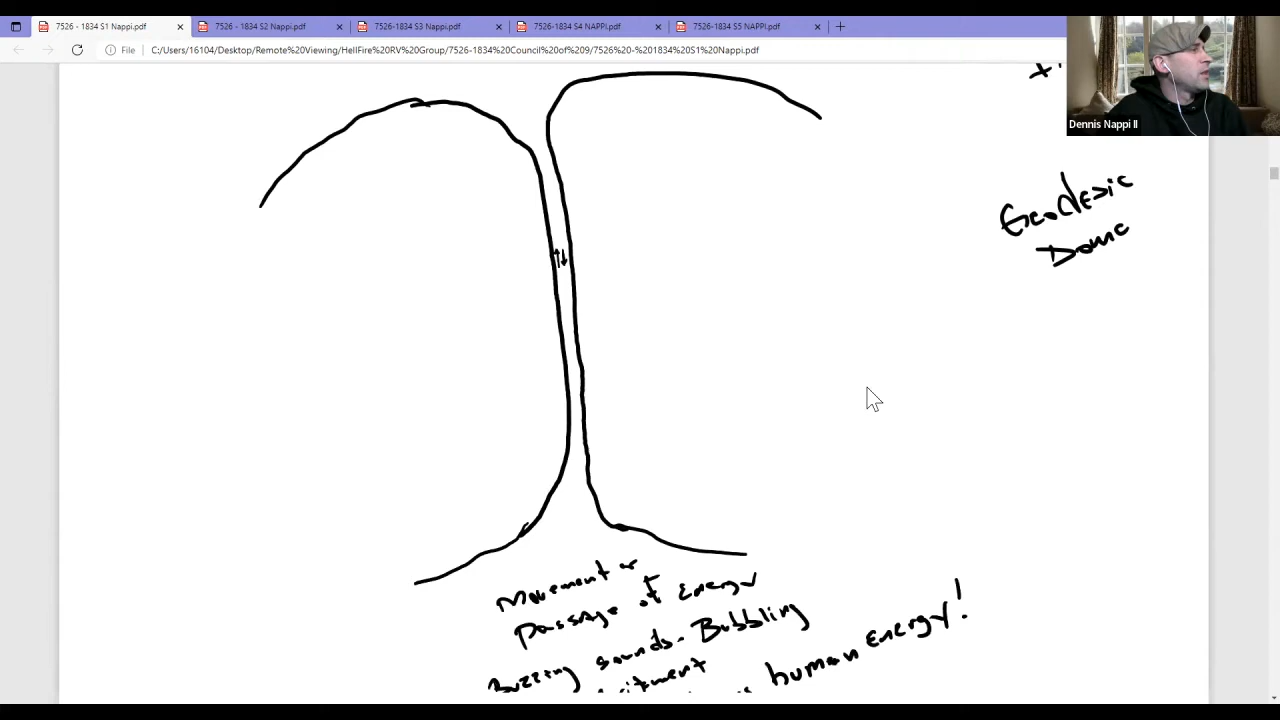 7526 - 1834 S1 Nappi.pdf
7526 - 1834 S2 Nappi.pdf
7526-1834 S3 Nappi.pdf
7526-1834 S4 NAPPI.pdf
7526-1834 S5 NAPPI.pdf
File
C:/Users/16104/Desktop/Remote%20Viewing/HellFire%20RV%20Group/7526-1834%20Council%20of%209/7526%20-%201834%20S1%20Nappi.pdf
Dennis Nappi II
Geodesic
Dome
Movement or
Passage of Energy
Buzzing sounds - Bubbling
human Energy!